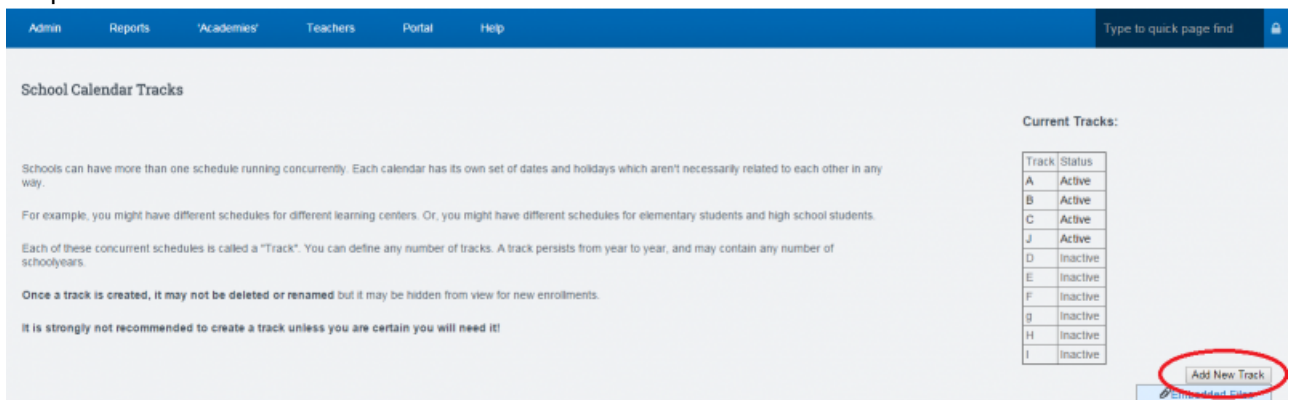 Admin Reports 'Academies' Teachers Portal Help Type to quick page find
School Calendar Tracks
Current Tracks:
Schools can have more than one schedule running concurrently. Each calendar has its own set of dates and holidays which aren't necessarily related to each other in any
way.
For example, you might have different schedules for different learning centers. Or, you might have different schedules for elementary students and high school students.
Each of these concurrent schedules is called a "Track". You can define any number of tracks. A track persists from year to year, and may contain any number of
schoolyears.
Once a track is created, it may not be deleted or renamed but it may be hidden from view for new enrollments.
It is strongly not recommended to create a track unless you are certain you will need it!
Track Status
A Active
B Active
C Active
J Active
D Inactive
E Inactive
F Inactive
g Inactive
H Inactive
I Inactive
Add New Track
Embedded Files